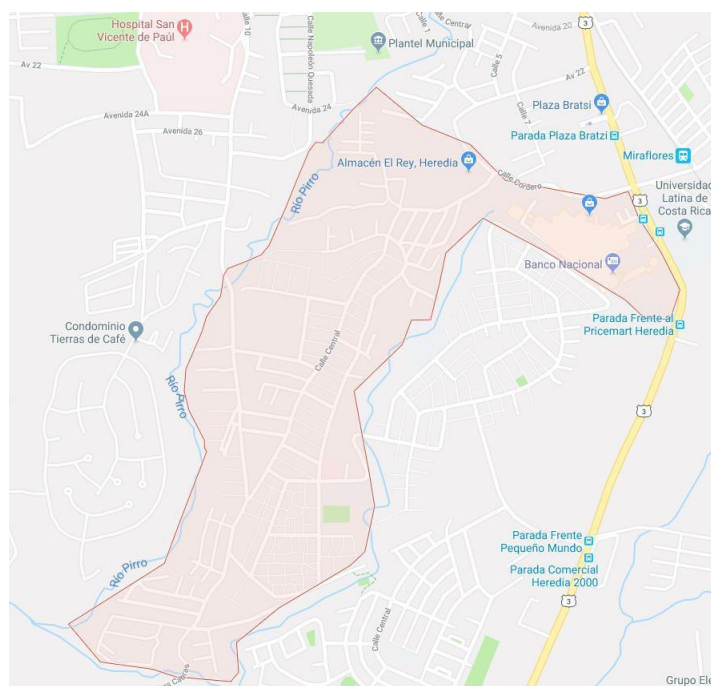 Hospital San
Vicente de Paúl
Calle 10
Calle Napoleón Quesada
Plantel Municipal
Calle 1
Calle Central
Avenida 20
3
Calle 5
Av 22
Av 22
Plaza Bratsi
Avenida 24
Avenida 24A
Calle 7
Avenida 26
Parada Plaza Bratzi
Almacén El Rey, Heredia
Miraflores
Calle Cordero
Río Pirro
Universidad
Latina de
Costa Rica
3
Banco Nacional
Condominio
Tierras de Café
Parada Frente al
Pricemart Heredia
Calle Central
Río Pirro
3
Parada Frente
Pequeño Mundo
Parada Comercial
Heredia 2000
Río Pirro
3
Calle Central
Grupo Ele